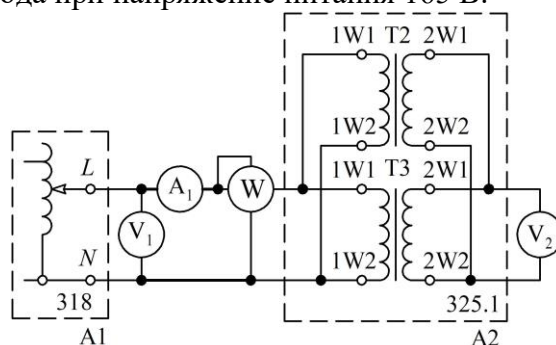 ода при напряжение питания 165 В.
1W1 T2 2W1
1W2 2W2
L A1 W 1W1 T3 2W1
V1 V2
N 1W2 2W2
318 325.1
A1 A2